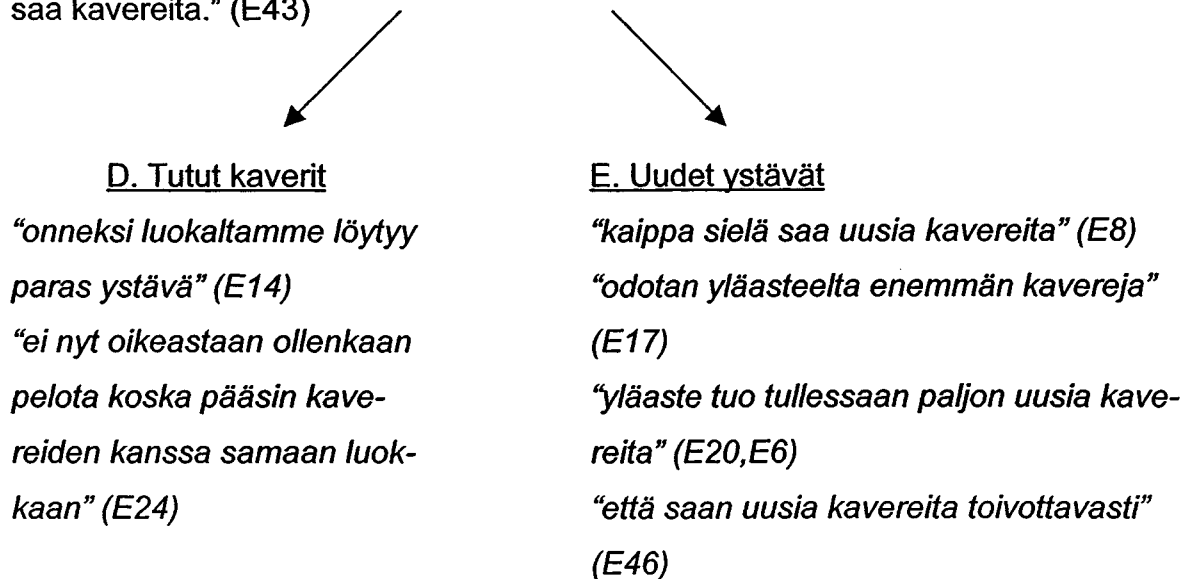 saa kavereita." (E43)
D. Tutut kaverit
"onneksi luokaltamme löytyy
paras ystävä" (E14)
"ei nyt oikeastaan ollenkaan
pelota koska pääsin kave-
reiden kanssa samaan luok-
kaan" (E24)
E. Uudet ystävät
"kaippa sielä saa uusia kavereita" (E8)
"odotan yläasteelta enemmän kavereja"
(E17)
"yläaste tuo tullessaan paljon uusia kave-
reita" (E20,E6)
"että saan uusia kavereita toivottavasti"
(E46)